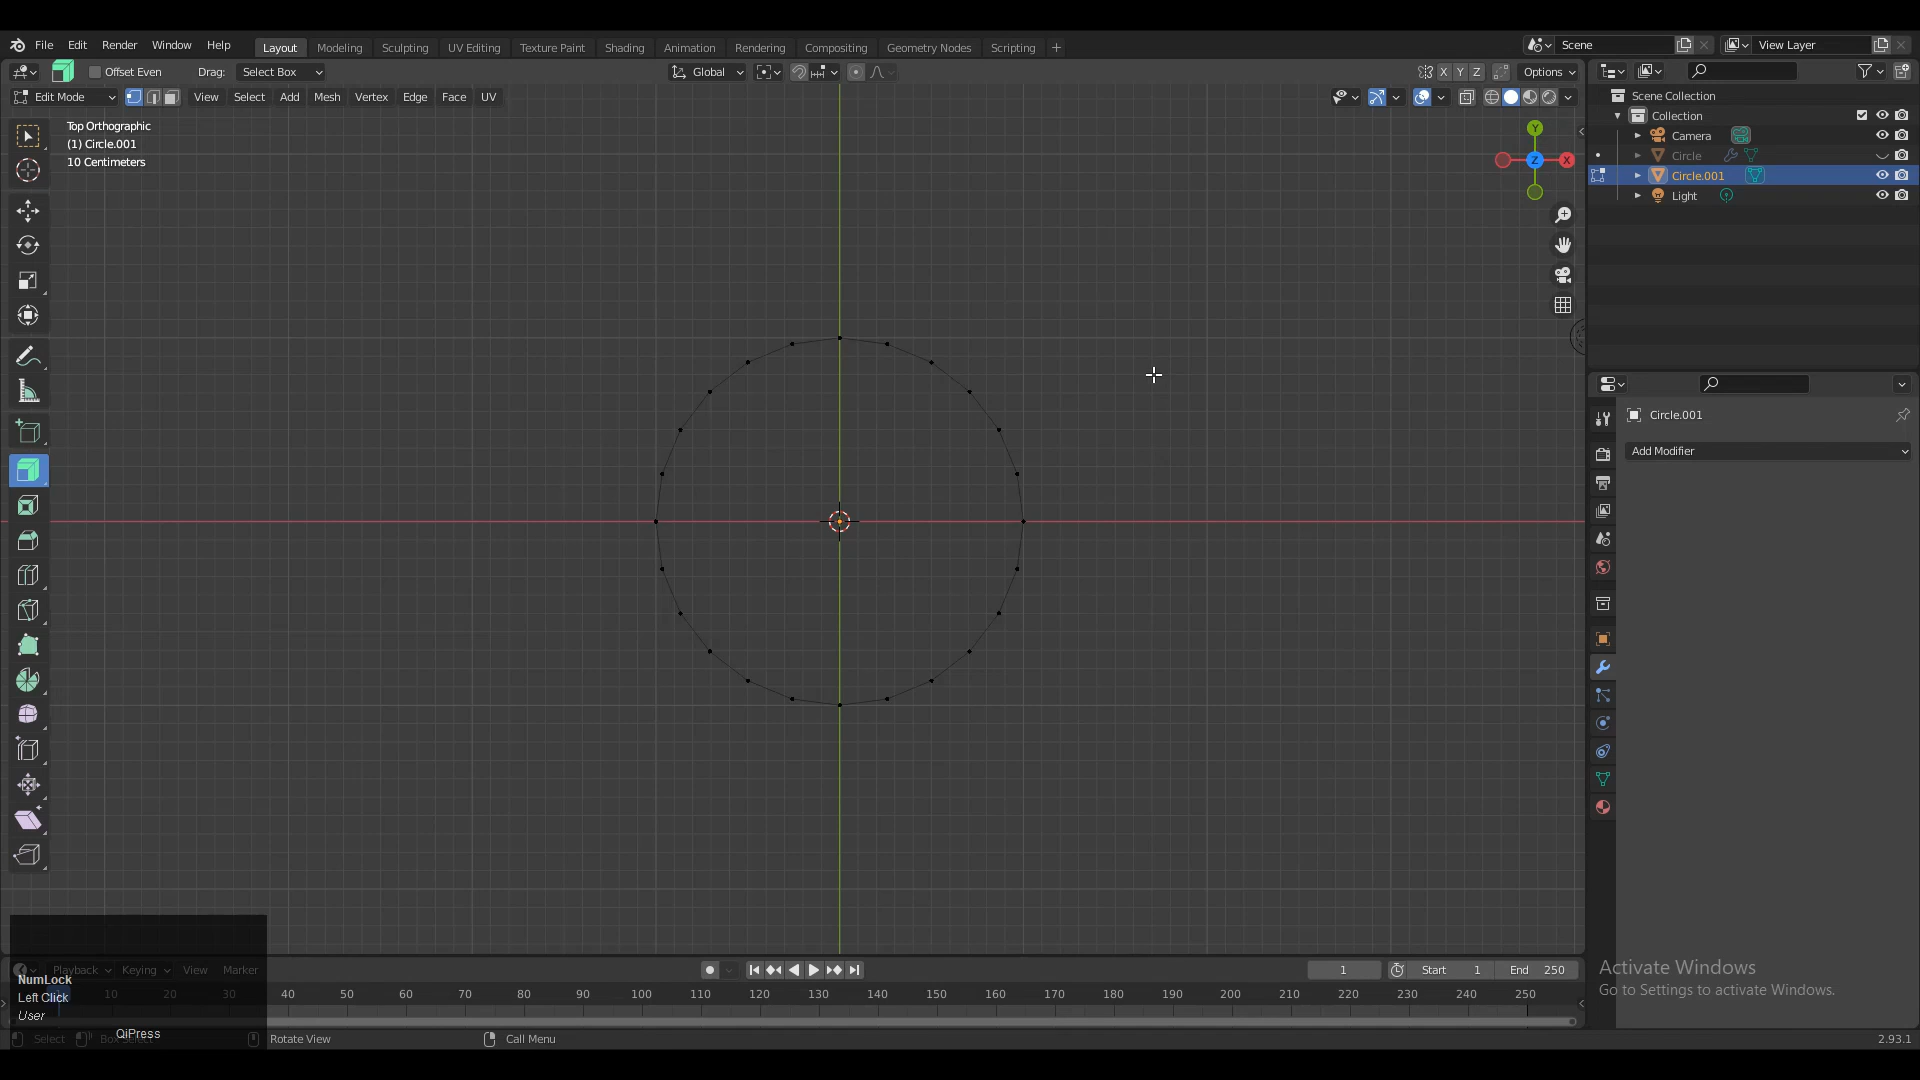 File Edit Render Window Help Layout Modeling Sculpting UV Editing Texture Paint Shading Animation Rendering Compositing Geometry Nodes Scripting + Scene View Layer
Offset Even Drag: Select Box Global X Y Z Options
Edit Mode View Select Add Mesh Vertex Edge Face UV
Scene Collection
Collection
Camera
Circle
Circle.001
Light
Top Orthographic
(1) Circle.001
10 Centimeters
Y
Z X
Circle.001
Add Modifier
Playback Keying View Marker 1 Start 1 End 250
10 20 30 40 50 60 70 80 90 100 110 120 130 140 150 160 170 180 190 200 210 220 230 240 250
NumLock
Left Click
User
QiPress
Select Box Select Rotate View Call Menu 2.93.1
Activate Windows
Go to Settings to activate Windows.